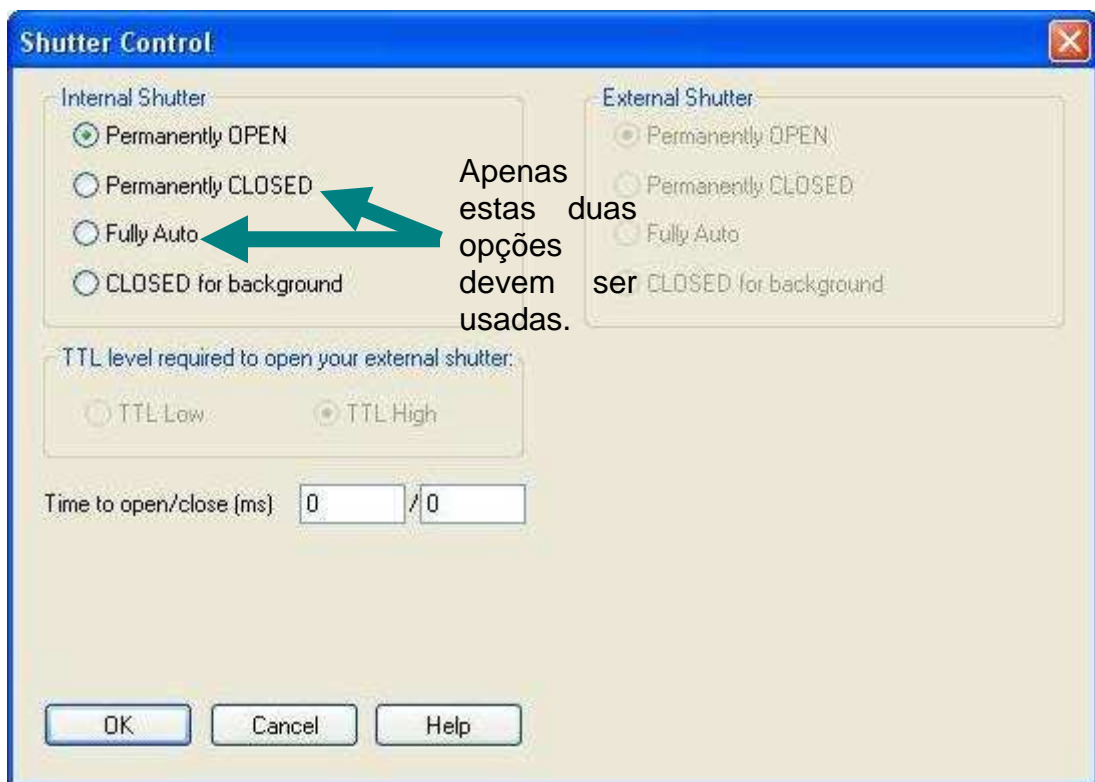 Shutter Control
Internal Shutter
Permanently OPEN
Permanently CLOSED
Fully Auto
CLOSED for background
Apenas
estas duas
opções
devem ser
usadas.
External Shutter
Permanently OPEN
Permanently CLOSED
Fully Auto
CLOSED for background
TTL level required to open your external shutter:
TTL Low
TTL High
Time to open/close (ms)
0 / 0
OK
Cancel
Help